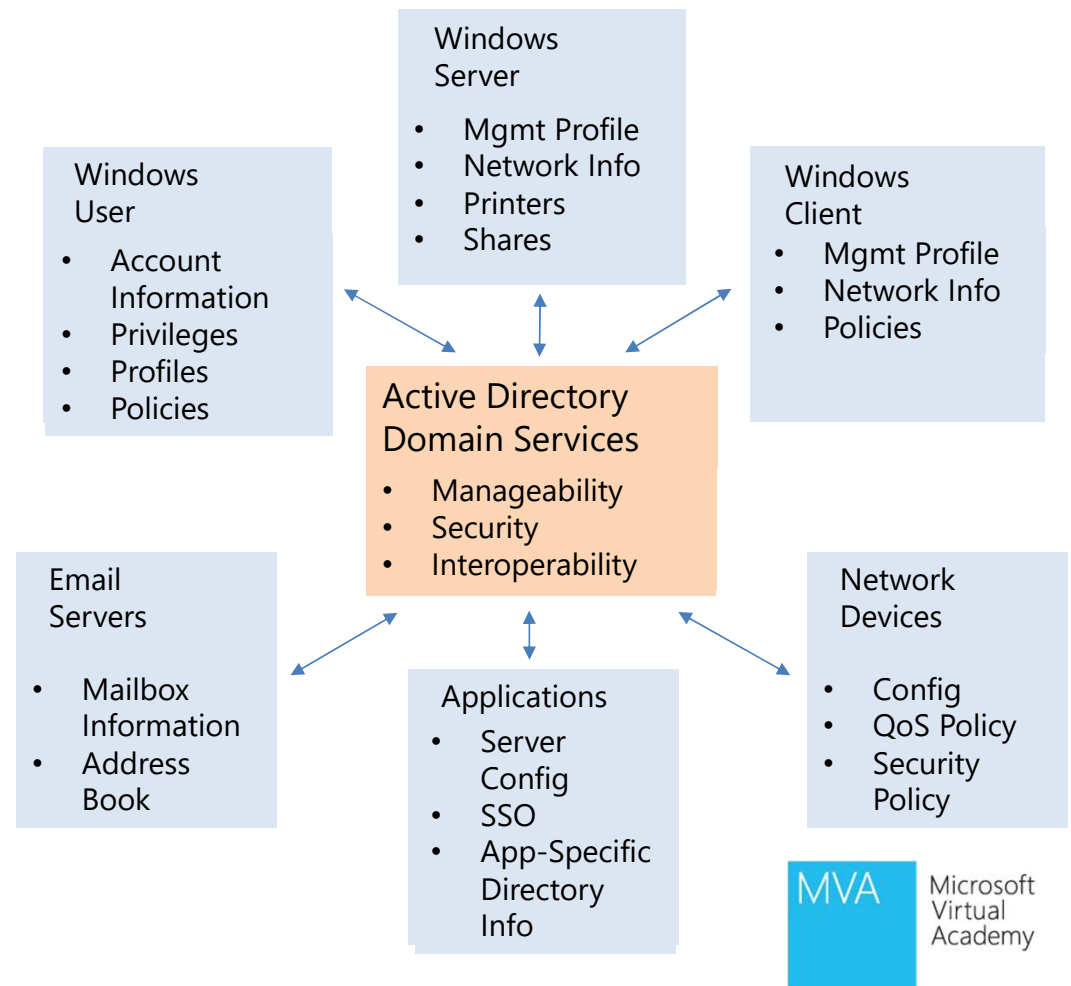 Windows
Server
• Mgmt Profile
• Network Info
• Printers
• Shares
Windows
User
• Account
Information
• Privileges
• Profiles
• Policies
Windows
Client
• Mgmt Profile
• Network Info
• Policies
Active Directory
Domain Services
• Manageability
• Security
• Interoperability
Email
Servers
• Mailbox
Information
• Address
Book
Applications
• Server
Config
• SSO
• App-Specific
Directory
Info
Network
Devices
• Config
• QoS Policy
• Security
Policy
MVA
Microsoft
Virtual
Academy